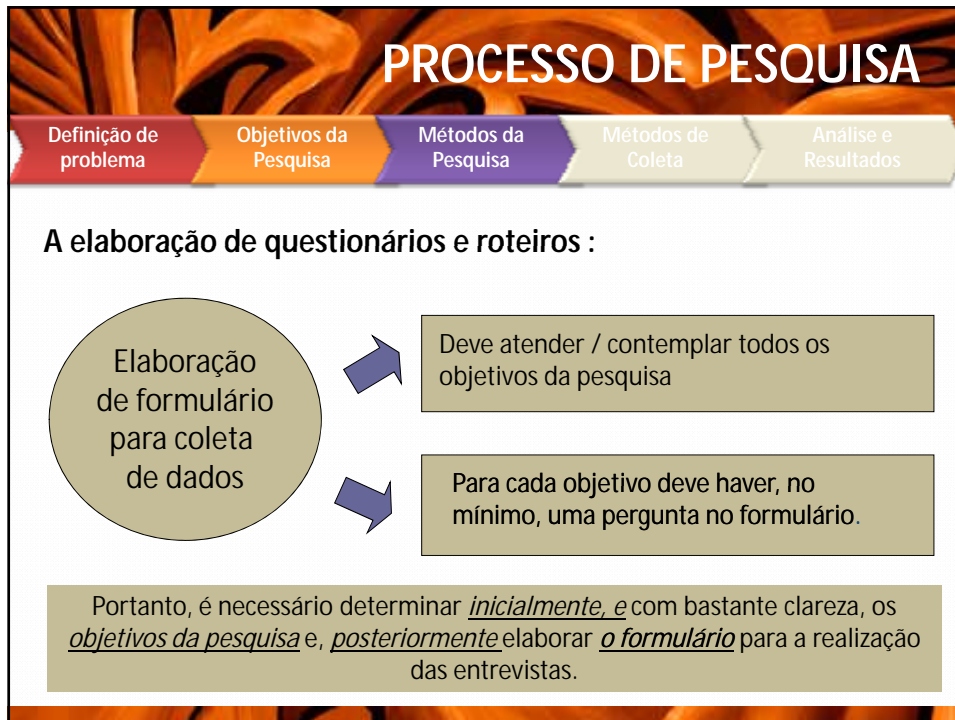 PROCESSO DE PESQUISA
Definição de problema
Objetivos da Pesquisa
Métodos da Pesquisa
Métodos de Coleta
Análise e Resultados
A elaboração de questionários e roteiros :
Elaboração
de formulário
para coleta
de dados
Deve atender / contemplar todos os
objetivos da pesquisa
Para cada objetivo deve haver, no
mínimo, uma pergunta no formulário.
Portanto, é necessário determinar inicialmente, e com bastante clareza, os
objetivos da pesquisa e, posteriormente elaborar o formulário para a realização
das entrevistas.